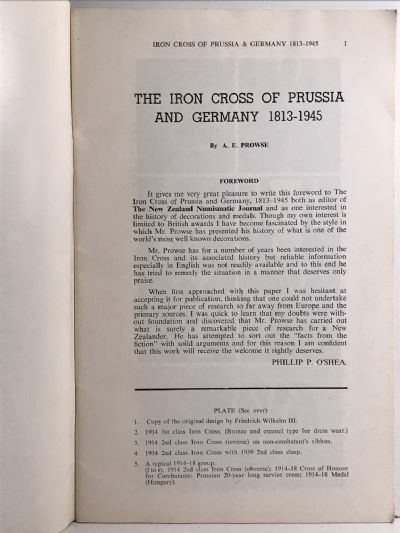 IRON CROSS OF PRUSSIA & GERMANY 1813-1945 1
THE IRON CROSS OF PRUSSIA
AND GERMANY 1813-1945
By A. E. PROWSE
FOREWORD
It gives me very great pleasure to write this foreword to The
Iron Cross of Prussia and Germany, 1813-1945 both as editor of
The New Zealand Numismatic Journal and as one interested in
the history of decorations and medals. Though my own interest is
limited to British awards I have become fascinated by the style in
which Mr. Prowse has presented his history of what is one of the
world's most well known decorations.
Mr. Prowse has for a number of years been interested in the
Iron Cross and its associated history but reliable information
especially in English was not readily available and to this end he
has tried to remedy the situation in a manner that deserves only
praise.
When first approached with this paper I was hesitant at
accepting it for publication, thinking that one could not undertake
such a major piece of research so far away from Europe and the
primary sources. I was quick to learn that my doubts were with-
out foundation and discovered that Mr. Prowse has carried out
what is surely a remarkable piece of research for a New
Zealander. He has attempted to sort out the "facts from the
fiction" with solid arguments and for this reason I am confident
that this work will receive the welcome it rightly deserves.
PHILLIP P. O'SHEA.
PLATE (See over)
1. Copy of the original design by Friedrich Wilhelm III.
2. 1914 1st class Iron Cross. (Bronze and enamel type for dress wear.)
3. 1914 2nd class Iron Cross (reverse) on non-combatant's ribbon.
4. 1914 2nd class Iron Cross with 1939 2nd class clasp.
5. A typical 1914-18 group.
(l to r), 1914 2nd class Iron Cross (obverse); 1914-18 Cross of Honour
for Combatants; Prussian 20-year long service cross; 1914-18 Medal
(Hungary).